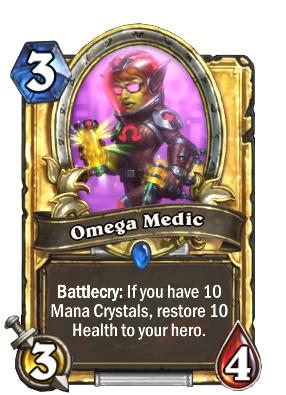 3
Omega Medic
Battlecry: If you have 10
Mana Crystals, restore 10
Health to your hero.
3
4